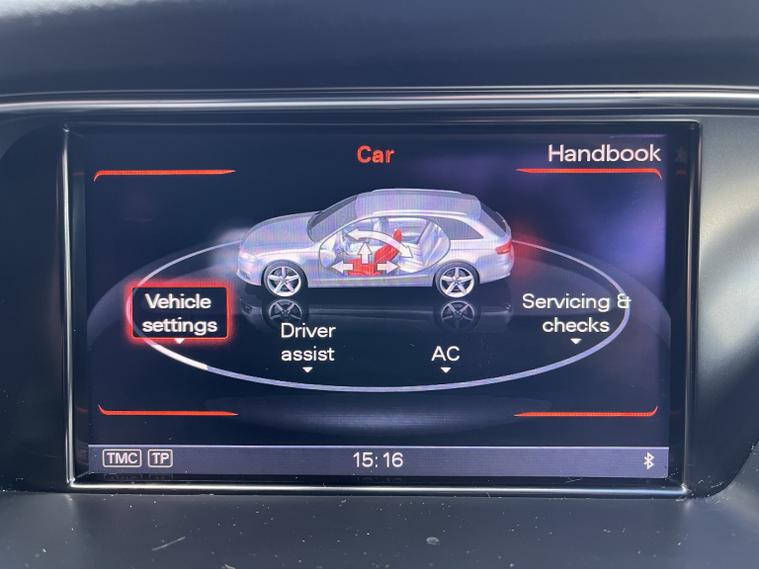 Car
Handbook
Vehicle
settings
Driver
assist
AC
Servicing &
checks
TMC TP
15:16